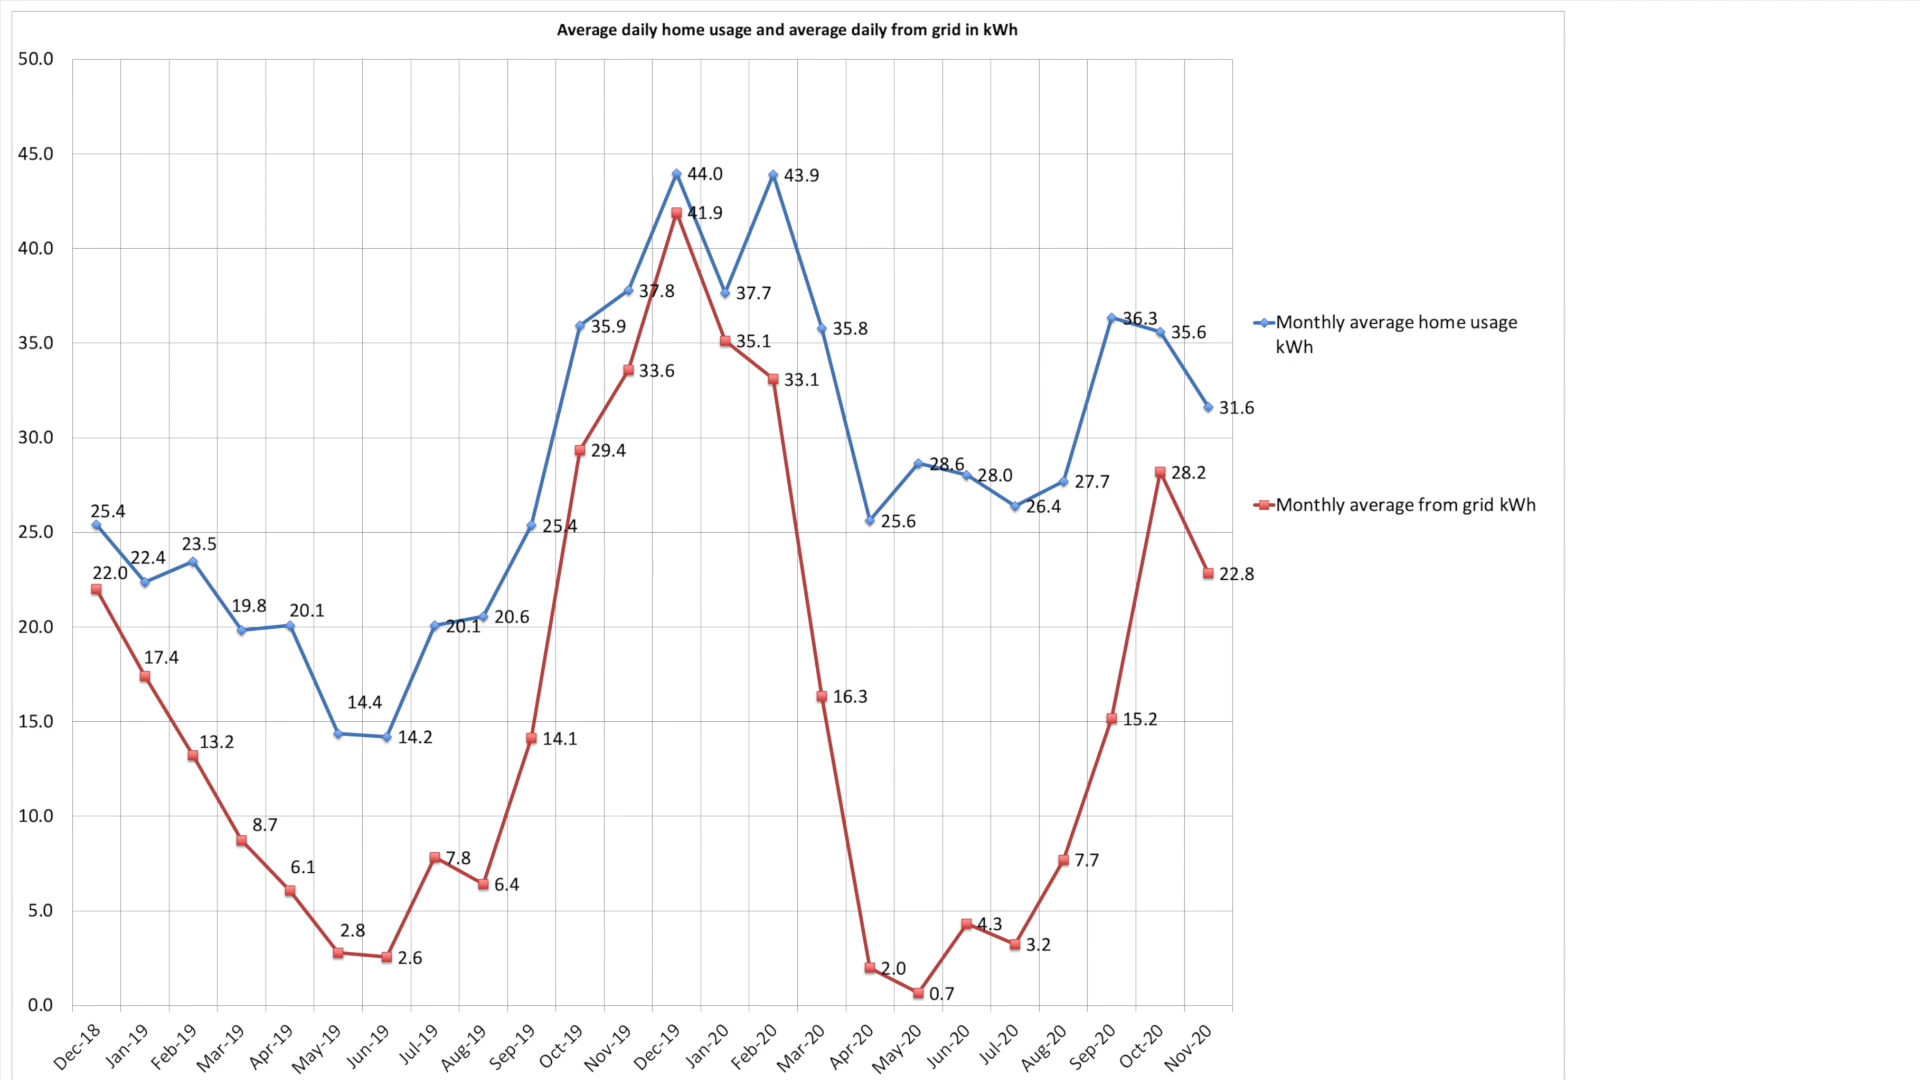 Average daily home usage and average daily from grid in kWh
50.0
45.0
40.0
35.0
30.0
25.0
20.0
15.0
10.0
5.0
0.0
25.4
22.4
23.5
19.8
20.1
14.4
14.2
20.1
20.6
25.4
35.9
37.8
44.0
37.7
43.9
35.8
25.6
28.6
28.0
26.4
27.7
36.3
35.6
31.6
22.0
17.4
13.2
8.7
6.1
2.8
2.6
7.8
6.4
14.1
29.4
33.6
41.9
35.1
33.1
16.3
2.0
0.7
4.3
3.2
7.7
15.2
28.2
22.8
Dec-18
Jan-19
Feb-19
Mar-19
Apr-19
May-19
Jun-19
Jul-19
Aug-19
Sep-19
Oct-19
Nov-19
Dec-19
Jan-20
Feb-20
Mar-20
Apr-20
May-20
Jun-20
Jul-20
Aug-20
Sep-20
Oct-20
Nov-20
Monthly average home usage
kWh
Monthly average from grid kWh